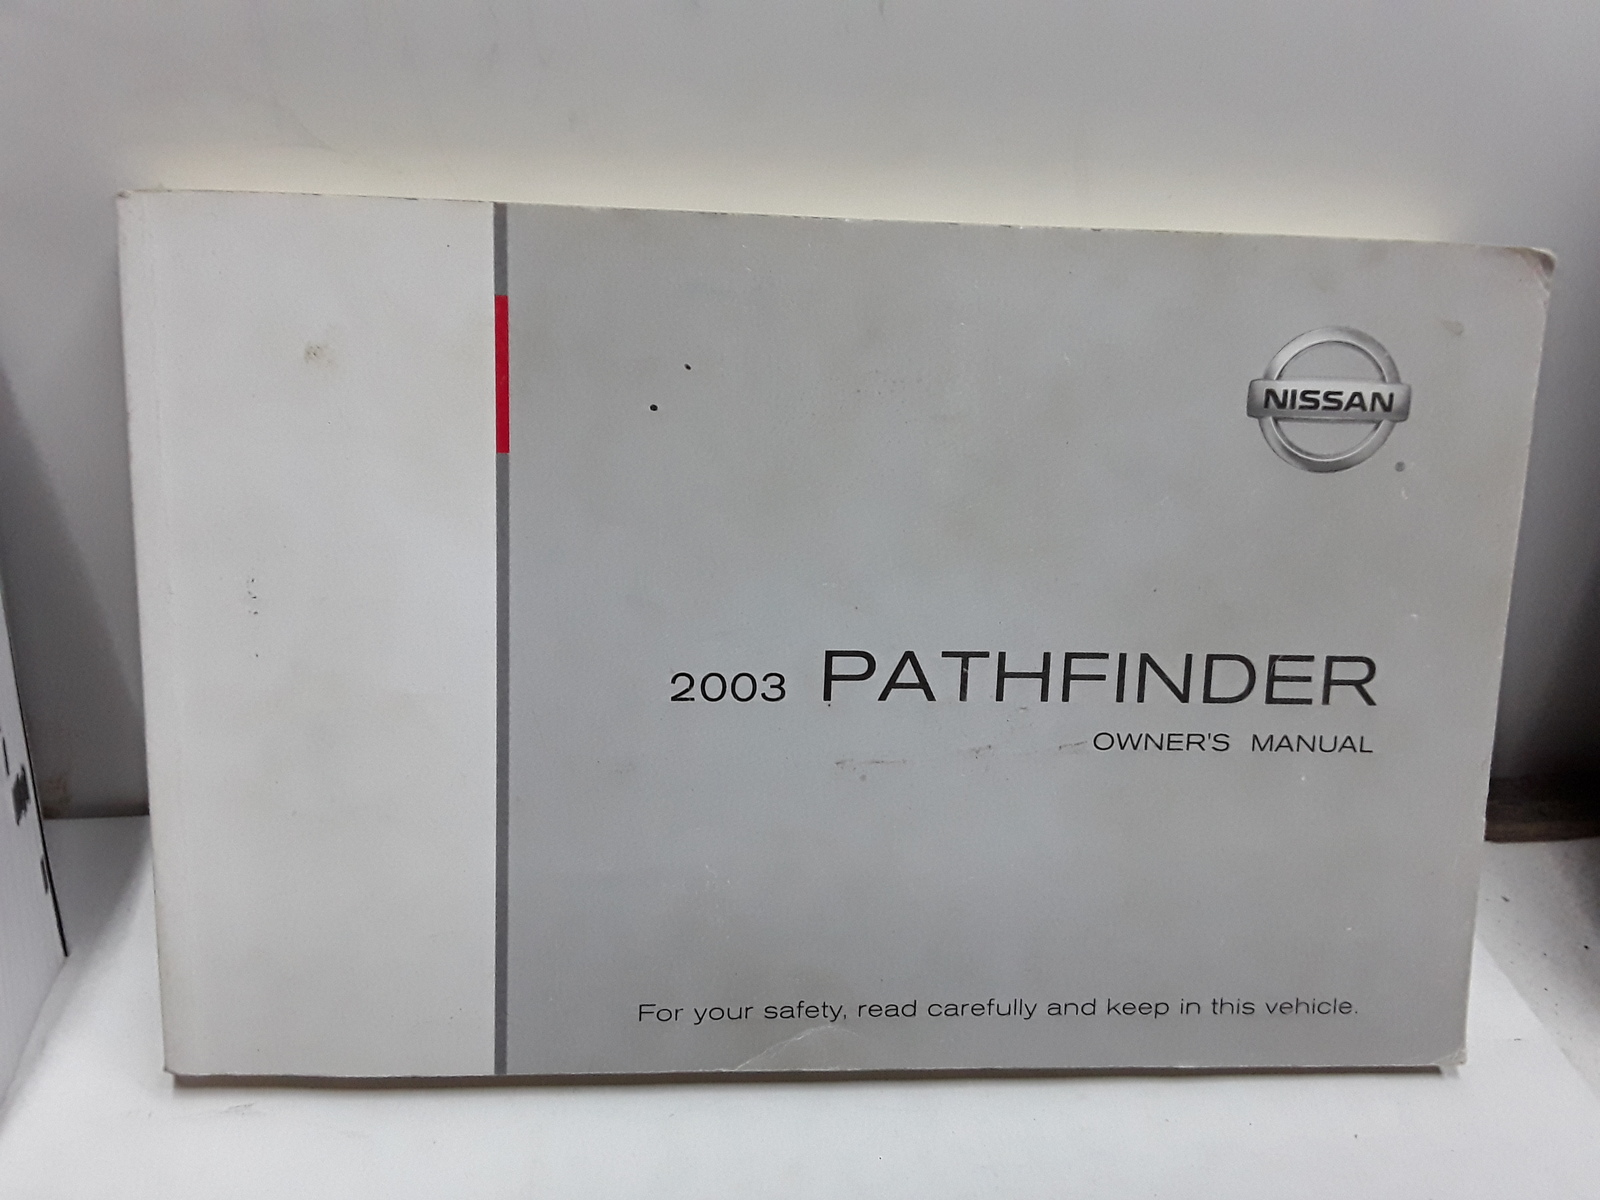 NISSAN
®
2003 PATHFINDER
OWNER'S MANUAL
For your safety, read carefully and keep in this vehicle.